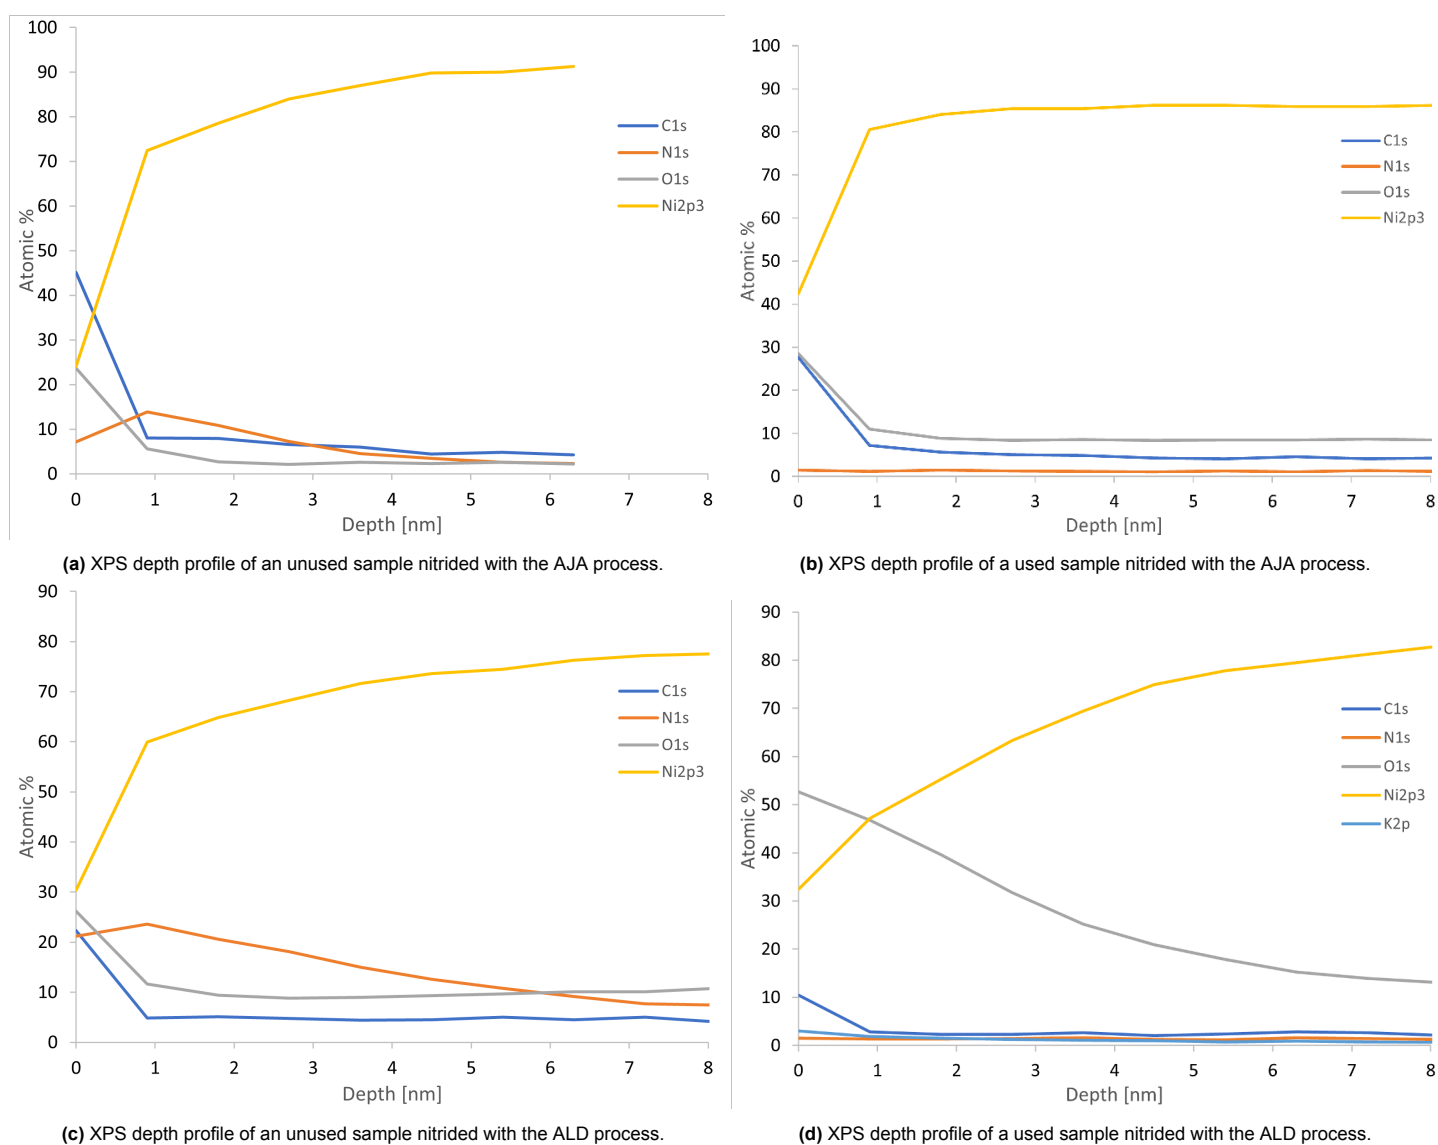 100
90
80
70
60
50
40
30
20
10
0
Atomic %
C1s
N1s
O1s
Ni2p3
0 1 2 3 4 5 6 7 8
Depth [nm]
(a) XPS depth profile of an unused sample nitrided with the AJA process.
100
90
80
70
60
50
40
30
20
10
0
Atomic %
C1s
N1s
O1s
Ni2p3
0 1 2 3 4 5 6 7 8
Depth [nm]
(b) XPS depth profile of a used sample nitrided with the AJA process.
90
80
70
60
50
40
30
20
10
0
Atomic %
C1s
N1s
O1s
Ni2p3
0 1 2 3 4 5 6 7 8
Depth [nm]
(c) XPS depth profile of an unused sample nitrided with the ALD process.
90
80
70
60
50
40
30
20
10
0
Atomic %
C1s
N1s
O1s
Ni2p3
K2p
0 1 2 3 4 5 6 7 8
Depth [nm]
(d) XPS depth profile of a used sample nitrided with the ALD process.